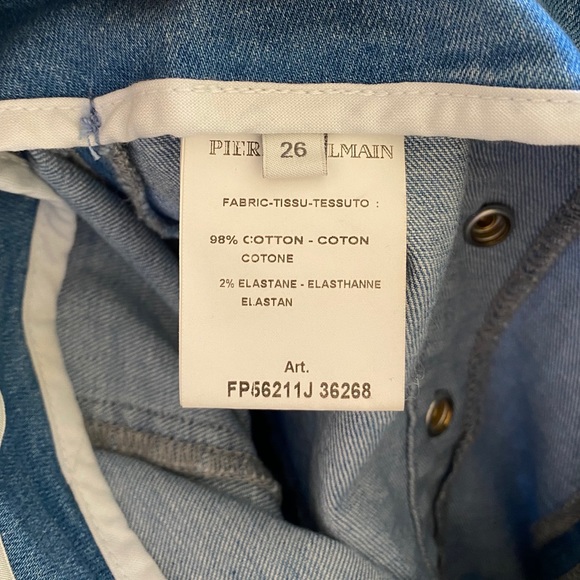 PIER 26 LMAIN
FABRIC-TISSU-TESSUTO :
98% COTTON - COTON
COTONE
2% ELASTANE - ELASTHANNE
ELASTAN
Art.
FP56211J 36268